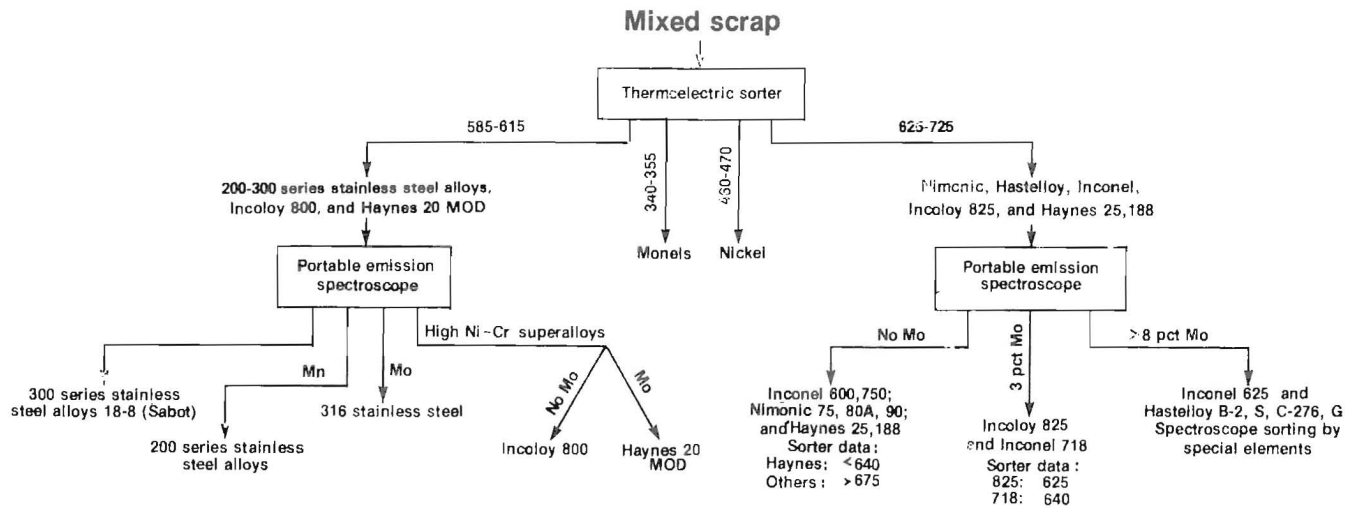 Mixed scrap
Thermoelectric sorter
585-615
625-725
340-355
460-470
200-300 series stainless steel alloys,
Incoloy 800, and Haynes 20 MOD
Nimonic, Hastelloy, Inconel,
Incoloy 825, and Haynes 25,188
Monels
Nickel
Portable emission
spectroscope
Portable emission
spectroscope
High Ni-Cr superalloys
Mn
Mo
No Mo
Mo
No Mo
3 pct Mo
>8 pct Mo
300 series stainless
steel alloys 18-8 (Sabot)
200 series stainless
steel alloys
316 stainless steel
Incoloy 800
Haynes 20
MOD
Inconel 600,750;
Nimonic 75, 80A, 90;
and Haynes 25,188
Sorter data:
Haynes: <640
Others: >675
Incoloy 825
and Inconel 718
Sorter data:
825: 625
718: 640
Inconel 625 and
Hastelloy B-2, S, C-276, G
Spectroscope sorting by
special elements